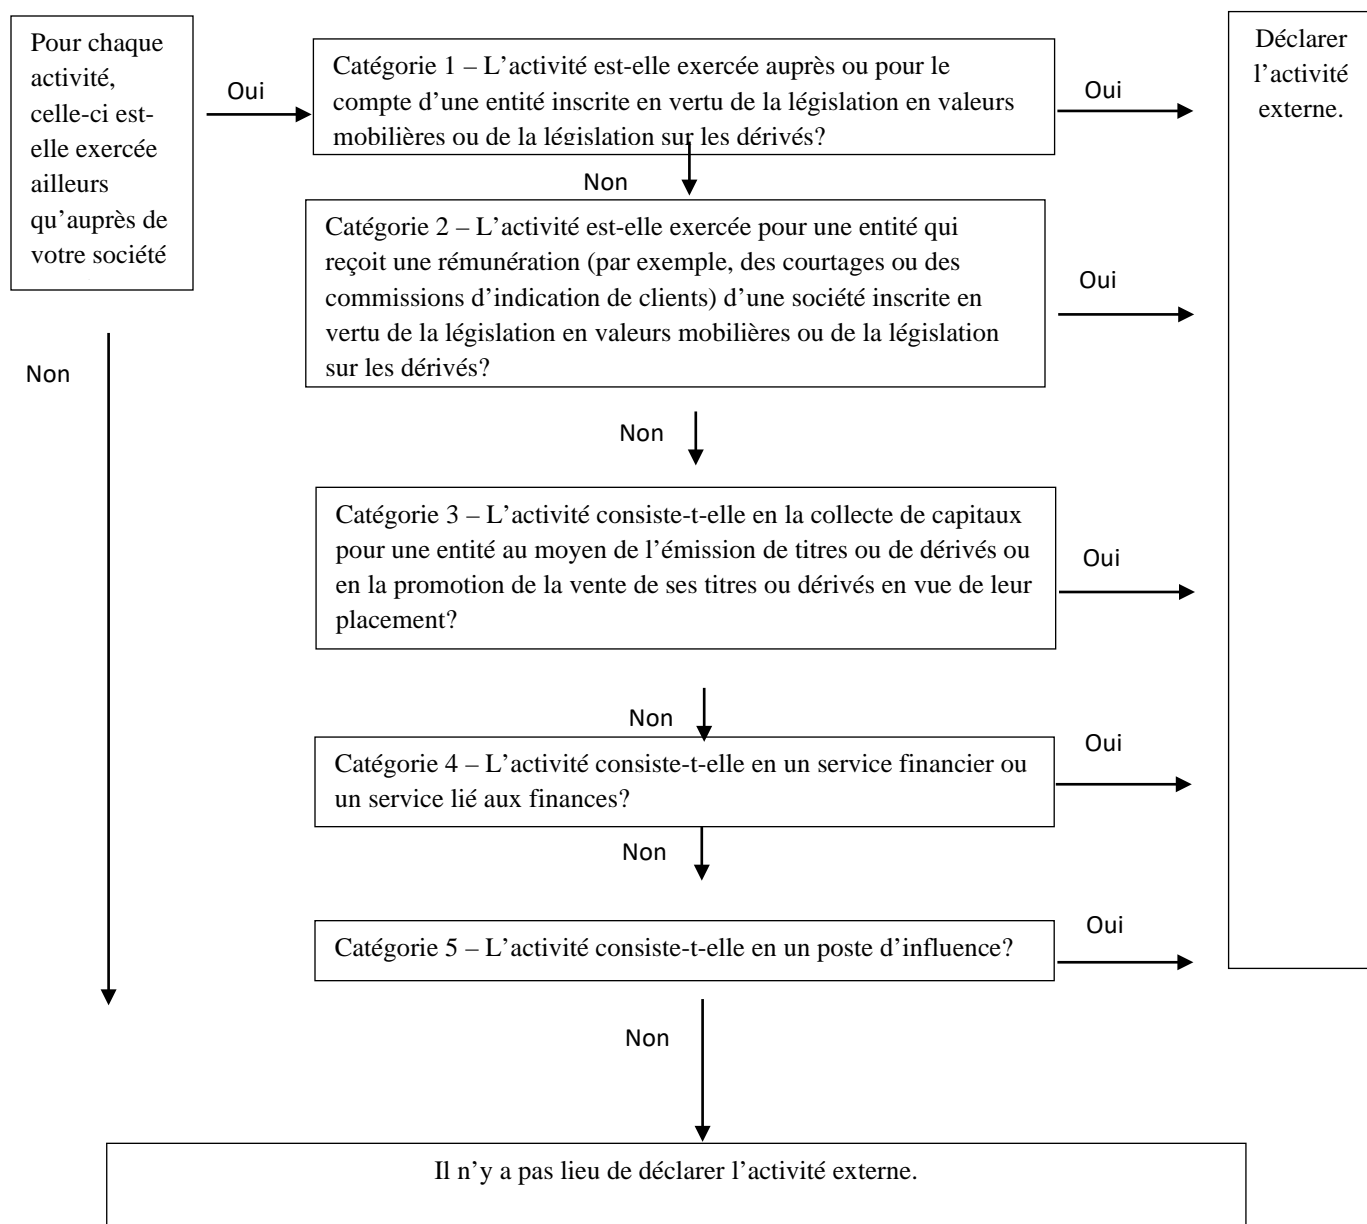 Pour chaque
activité,
celle-ci est-
elle exercée
ailleurs
qu’auprès de
votre société
Oui
Non
Catégorie 1 – L’activité est-elle exercée auprès ou pour le
compte d’une entité inscrite en vertu de la législation en valeurs
mobilières ou de la législation sur les dérivés?
Oui
Non
Catégorie 2 – L’activité est-elle exercée pour une entité qui
reçoit une rémunération (par exemple, des courtages ou des
commissions d’indication de clients) d’une société inscrite en
vertu de la législation en valeurs mobilières ou de la législation
sur les dérivés?
Oui
Non
Catégorie 3 – L’activité consiste-t-elle en la collecte de capitaux
pour une entité au moyen de l’émission de titres ou de dérivés ou
en la promotion de la vente de ses titres ou dérivés en vue de leur
placement?
Oui
Non
Catégorie 4 – L’activité consiste-t-elle en un service financier ou
un service lié aux finances?
Oui
Non
Catégorie 5 – L’activité consiste-t-elle en un poste d’influence?
Oui
Non
Déclarer
l’activité
externe.
Il n’y a pas lieu de déclarer l’activité externe.